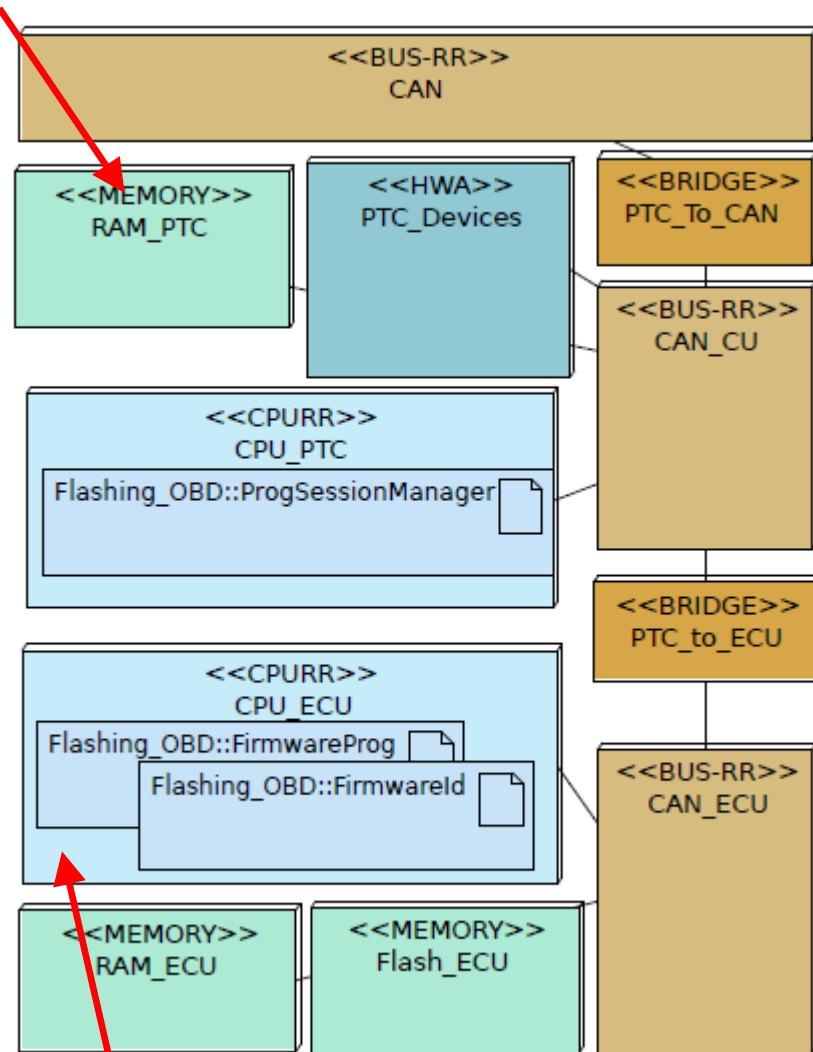 <<BUS-RR>>
CAN
<<MEMORY>>
RAM_PTC
<<HWA>>
PTC_Devices
<<BRIDGE>>
PTC_To_CAN
<<BUS-RR>>
CAN_CU
<<CPURR>>
CPU_PTC
Flashing_OBD::ProgSessionManager
<<BRIDGE>>
PTC_to_ECU
<<CPURR>>
CPU_ECU
Flashing_OBD::FirmwareProg
Flashing_OBD::FirmwareId
<<BUS-RR>>
CAN_ECU
<<MEMORY>>
RAM_ECU
<<MEMORY>>
Flash_ECU